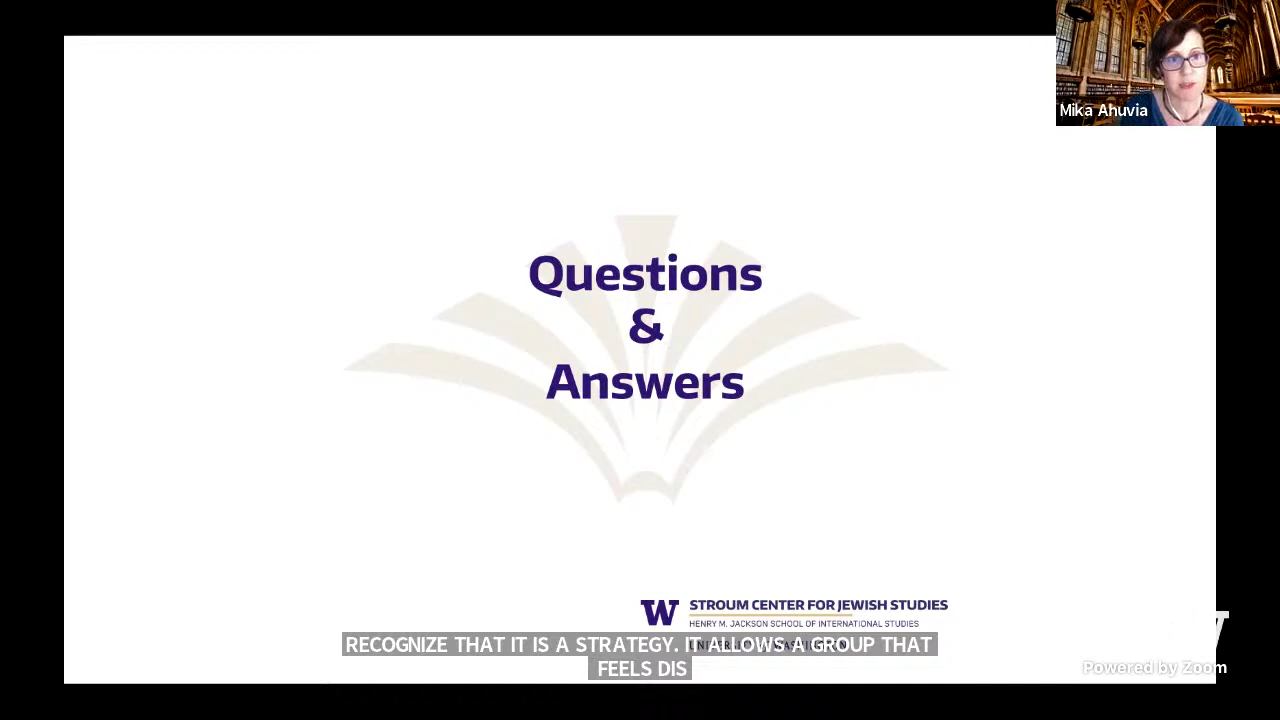 Mika Ahuvia
Questions
&
Answers
W STROUM CENTER FOR JEWISH STUDIES
HENRY M. JACKSON SCHOOL OF INTERNATIONAL STUDIES
RECOGNIZE THAT IT IS A STRATEGY. IT ALLOWS A GROUP THAT
FEELS DIS
Powered by Zoom